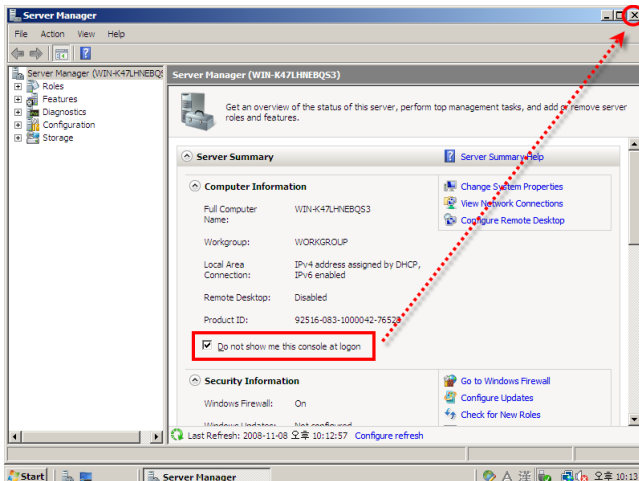 Server Manager
File Action View Help
Server Manager (WIN-K47LHNEBQS
Roles
Features
Diagnostics
Configuration
Storage
Server Manager (WIN-K47LHNEBQS3)
Get an overview of the status of this server, perform top management tasks, and add or remove server
roles and features.
Server Summary
Server Summary Help
Computer Information
Full Computer
Name:
WIN-K47LHNEBQS3
Workgroup:
WORKGROUP
Local Area
Connection:
IPv4 address assigned by DHCP,
IPv6 enabled
Remote Desktop:
Disabled
Product ID:
92516-083-1000042-76523
Do not show me this console at logon
Change System Properties
View Network Connections
Configure Remote Desktop
Security Information
Windows Firewall:
On
Windows Updates:
Not configured
Go to Windows Firewall
Configure Updates
Check for New Roles
Last Refresh: 2008-11-08 오후 10:12:57 Configure refresh
Start
Server Manager
A 漢
오후 10:13